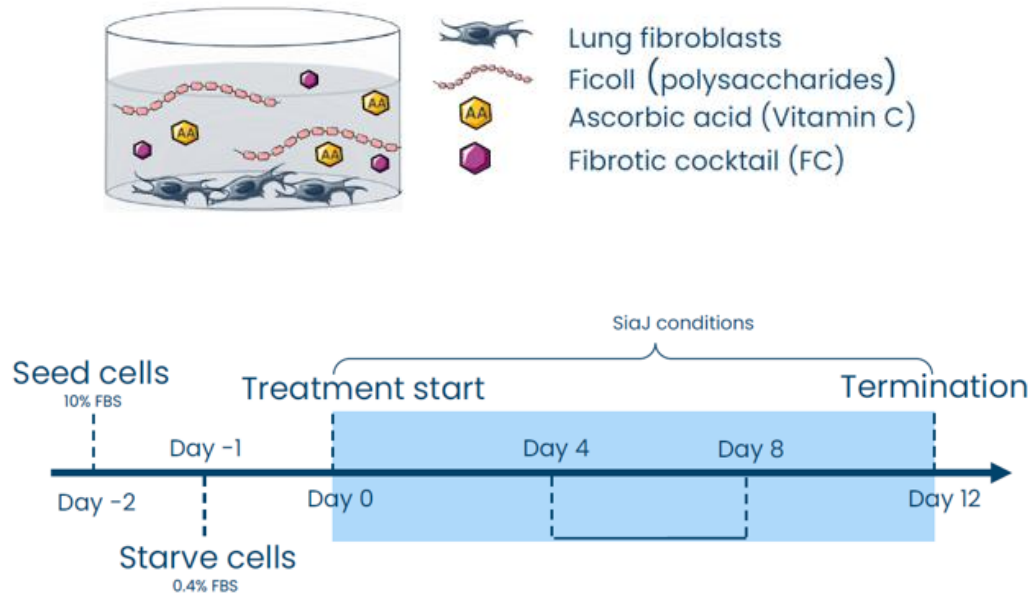 Lung fibroblasts
Ficoll (polysaccharides)
AA
Ascorbic acid (Vitamin C)
Fibrotic cocktail (FC)
AA
AA
AA
SiaJ conditions
Seed cells
10% FBS
Treatment start
Termination
Day -1
Day 4
Day 8
Day -2
Day 0
Day 12
Starve cells
0.4% FBS